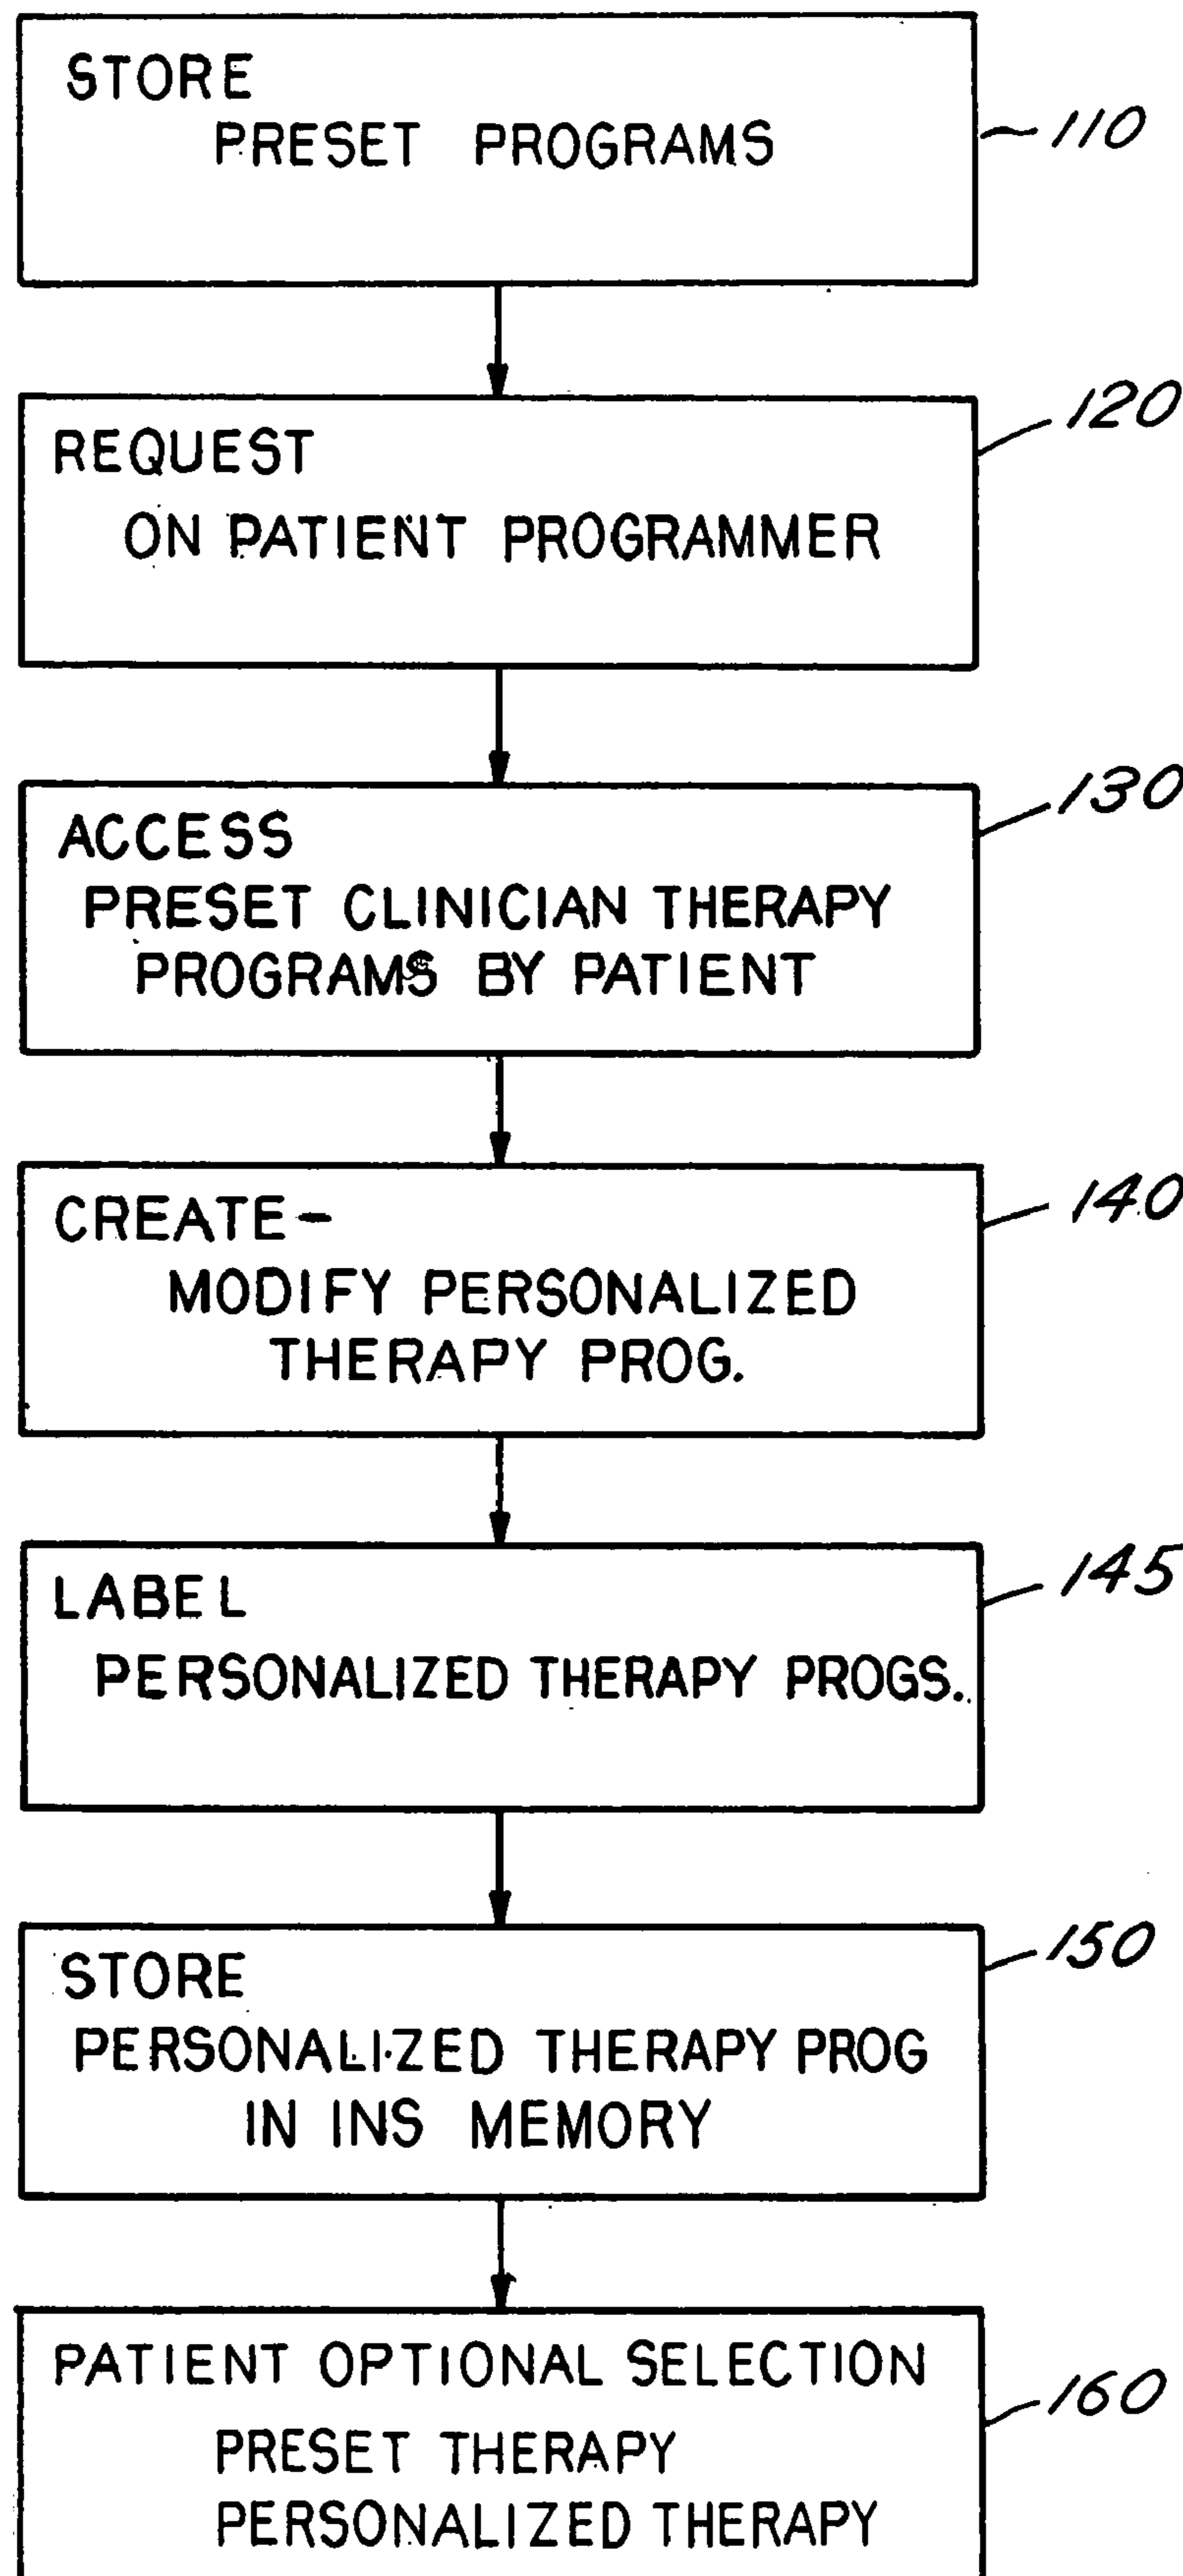 STORE
PRESET PROGRAMS
110
REQUEST
ON PATIENT PROGRAMMER
120
ACCESS
PRESET CLINICIAN THERAPY
PROGRAMS BY PATIENT
130
CREATE-
MODIFY PERSONALIZED
THERAPY PROG.
140
LABEL
PERSONALIZED THERAPY PROGS.
145
STORE
PERSONALIZED THERAPY PROG
IN INS MEMORY
150
PATIENT OPTIONAL SELECTION
PRESET THERAPY
PERSONALIZED THERAPY
160